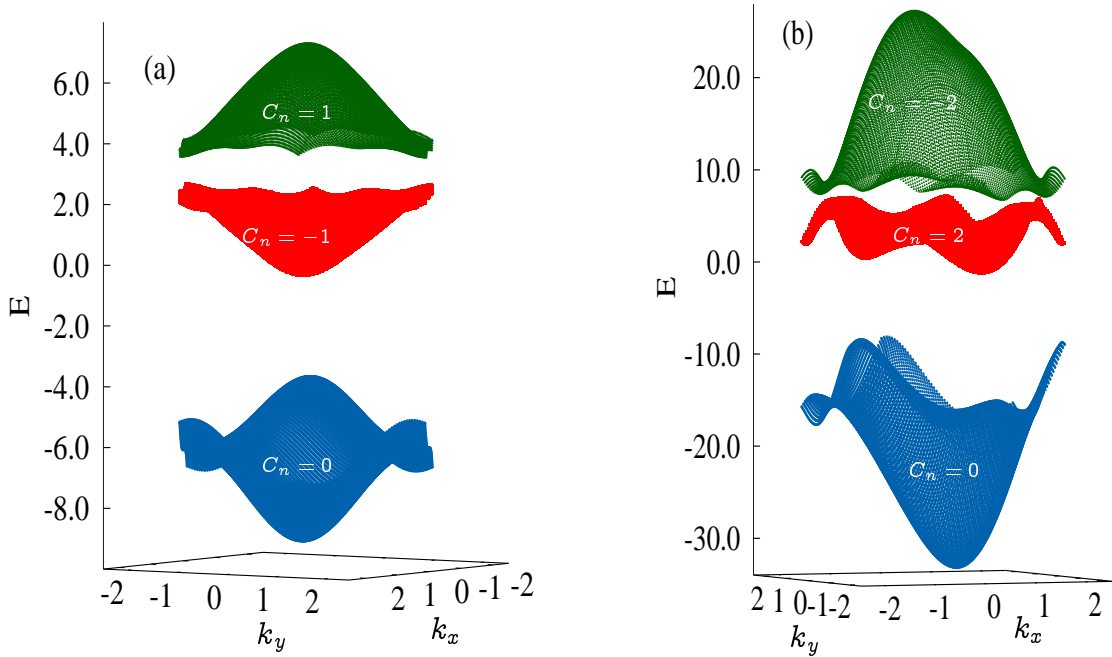 (a)
6.0
4.0
2.0
0.0
-2.0
-4.0
-6.0
-8.0
E
C_n = 1
C_n = −1
C_n = 0
-2 -1 0 1 2
k_y
2 1 0 -1 -2
k_x
(b)
20.0
10.0
0.0
-10.0
-20.0
-30.0
E
C_n = −2
C_n = 2
C_n = 0
2 1 0 -1 -2
k_y
-2 -1 0 1 2
k_x